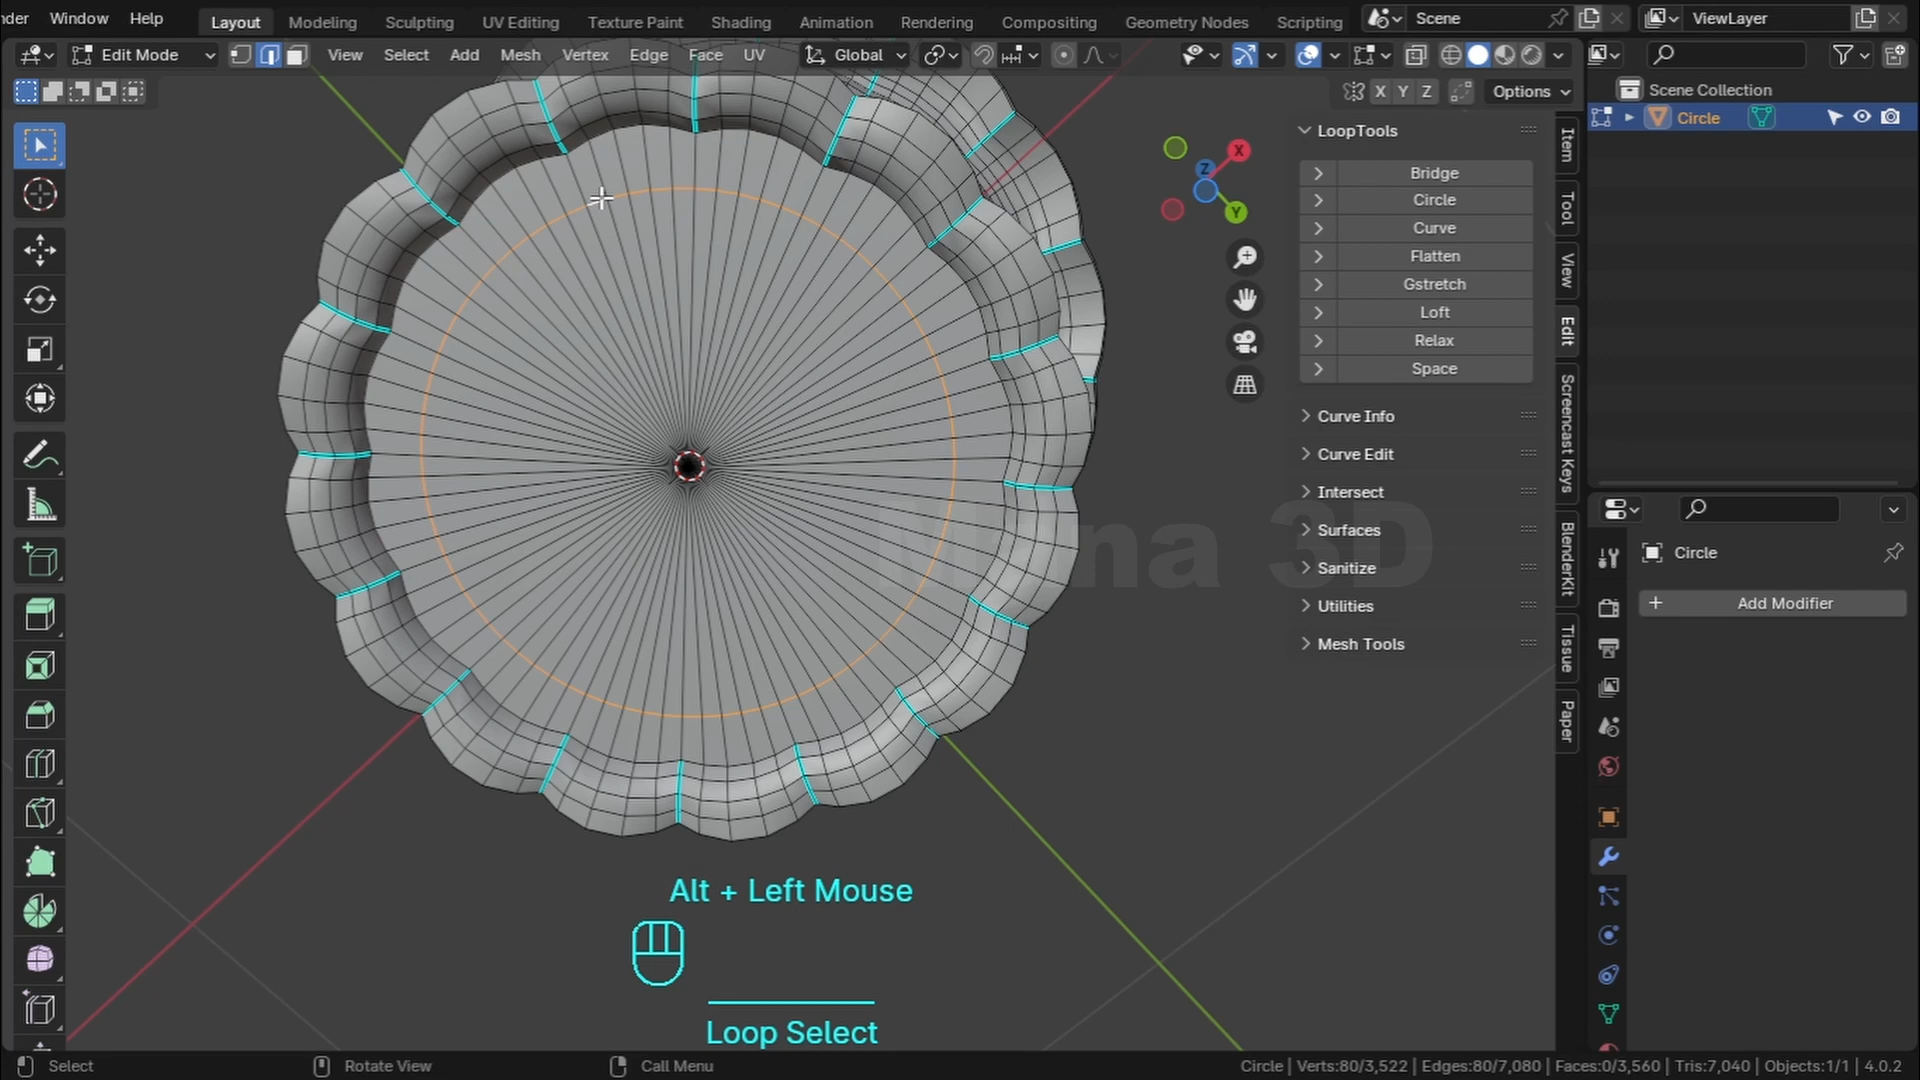 nder Window Help Layout Modeling Sculpting UV Editing Texture Paint Shading Animation Rendering Compositing Geometry Nodes Scripting Scene ViewLayer
Edit Mode View Select Add Mesh Vertex Edge Face UV Global
X Y Z Options
Scene Collection
Circle
LoopTools
Bridge
Circle
Curve
Flatten
Gstretch
Loft
Relax
Space
Curve Info
Curve Edit
Intersect
Surfaces
Sanitize
Utilities
Mesh Tools
Item
Tool
View
Edit
Screencast Keys
BlenderKit
Tissue
Paper
X
Z
Y
na 3D
Circle
Add Modifier
Alt + Left Mouse
Loop Select
Select Rotate View Call Menu Circle | Verts:80/3,522 | Edges:80/7,080 | Faces:0/3,560 | Tris:7,040 | Objects:1/1 | 4.0.2